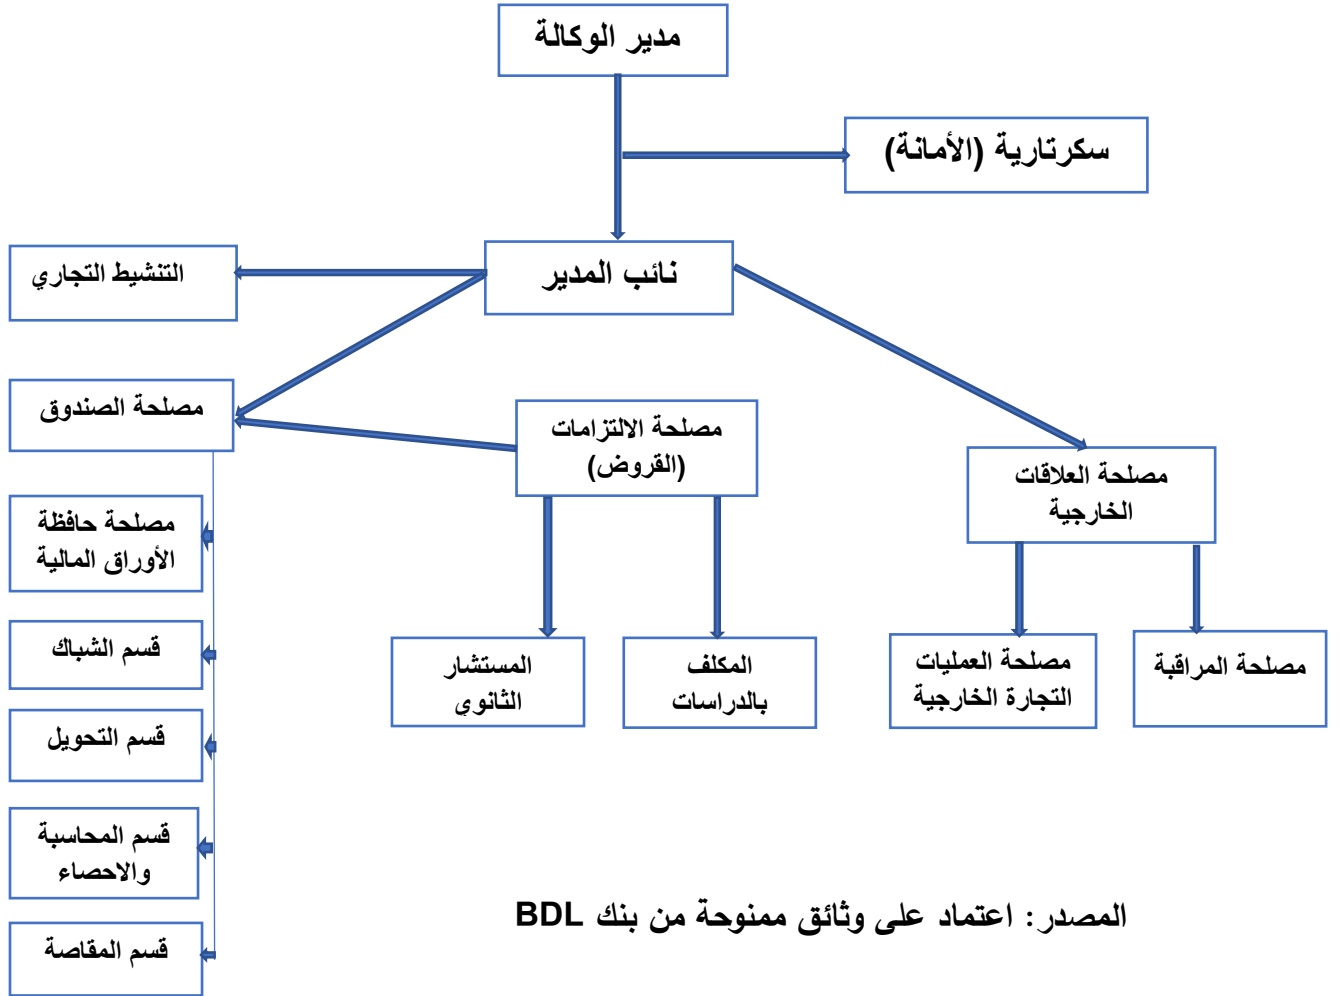 مدير الوكالة
سكرتارية (الأمانة)
نائب المدير
التنشيط التجاري
مصلحة الصندوق
مصلحة الالتزامات
(القروض)
مصلحة العلاقات
الخارجية
مصلحة حافظة
الأوراق المالية
قسم الشباك
المستشار
الثانوي
المكلف
بالدراسات
مصلحة العمليات
التجارة الخارجية
مصلحة المراقبة
قسم التحويل
قسم المحاسبة
والاحصاء
قسم المقاصة
المصدر: اعتماد على وثائق ممنوحة من بنك BDL